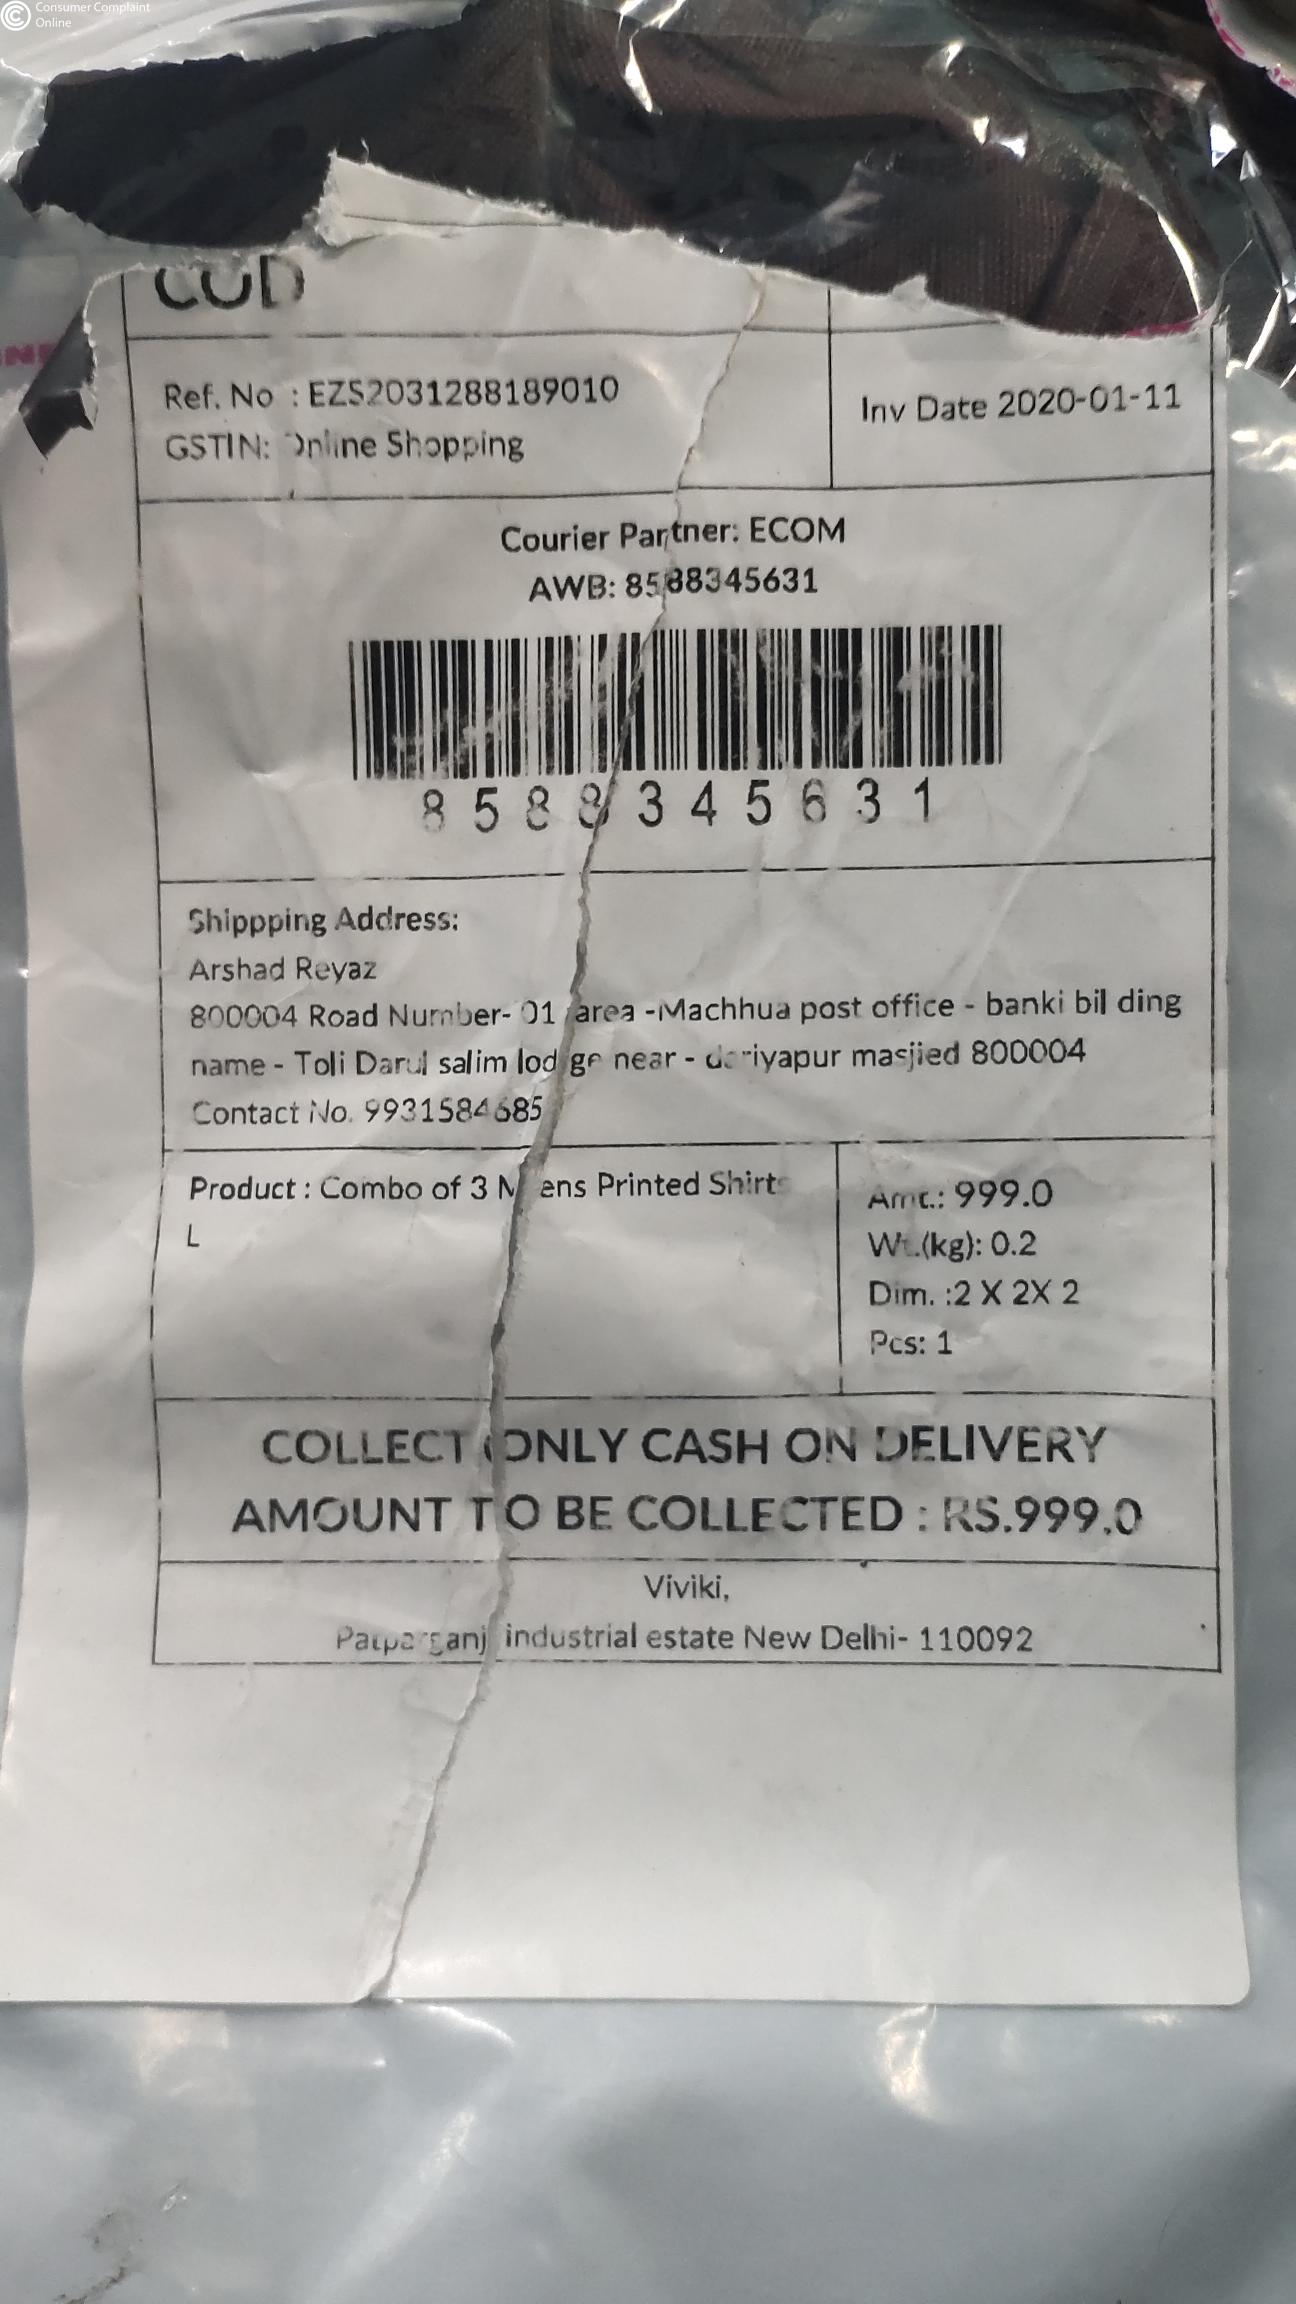 Consumer Complaint
Online
COD
Ref. No : EZS2031288189010
GSTIN: Online Shopping
Inv Date 2020-01-11
Courier Partner: ECOM
AWB: 8588345631
8588345631
Shippping Address:
Arshad Reyaz
800004 Road Number- 01 area -Machhua post office - banki bil ding
name - Toli Darul salim lodge near - dariyapur masjied 800004
Contact No. 9931584685
Product : Combo of 3 Mens Printed Shirts
L
Amt.: 999.0
Wt.(kg): 0.2
Dim. :2 X 2X 2
Pcs: 1
COLLECT ONLY CASH ON DELIVERY
AMOUNT TO BE COLLECTED : RS.999.0
Viviki,
Patparganj industrial estate New Delhi- 110092